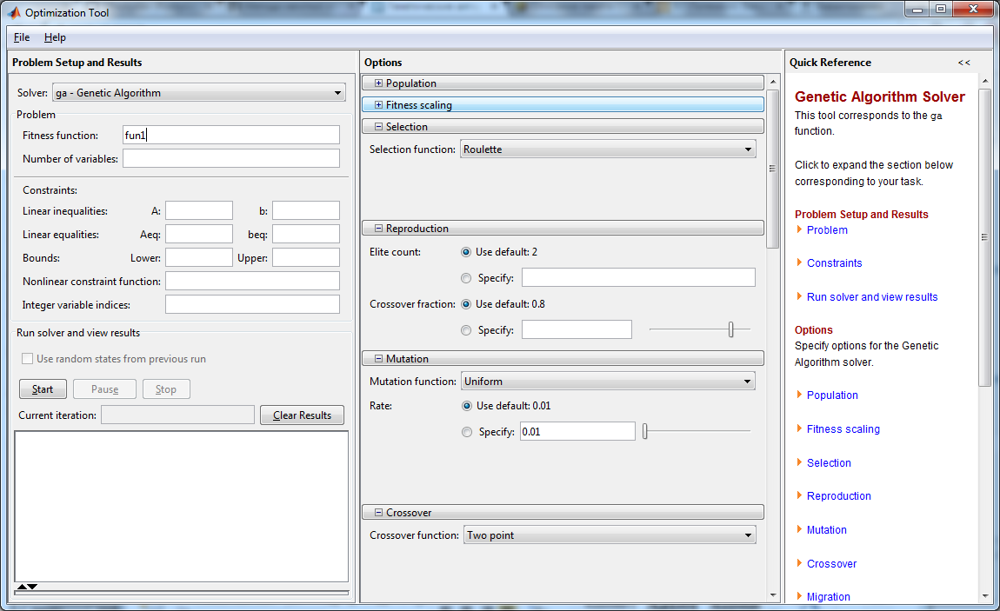 Optimization Tool
File Help
Problem Setup and Results
Solver: ga - Genetic Algorithm
Problem
Fitness function: fun1
Number of variables:
Constraints:
Linear inequalities: A: b:
Linear equalities: Aeq: beq:
Bounds: Lower: Upper:
Nonlinear constraint function:
Integer variable indices:
Run solver and view results
Use random states from previous run
Start Pause Stop
Current iteration: Clear Results
Options
Population
Fitness scaling
Selection
Selection function: Roulette
Reproduction
Elite count: Use default: 2
Specify:
Crossover fraction: Use default: 0.8
Specify:
Mutation
Mutation function: Uniform
Rate: Use default: 0.01
Specify: 0.01
Crossover
Crossover function: Two point
Quick Reference <<
Genetic Algorithm Solver
This tool corresponds to the ga
function.
Click to expand the section below
corresponding to your task.
Problem Setup and Results
Problem
Constraints
Run solver and view results
Options
Specify options for the Genetic
Algorithm solver.
Population
Fitness scaling
Selection
Reproduction
Mutation
Crossover
Migration